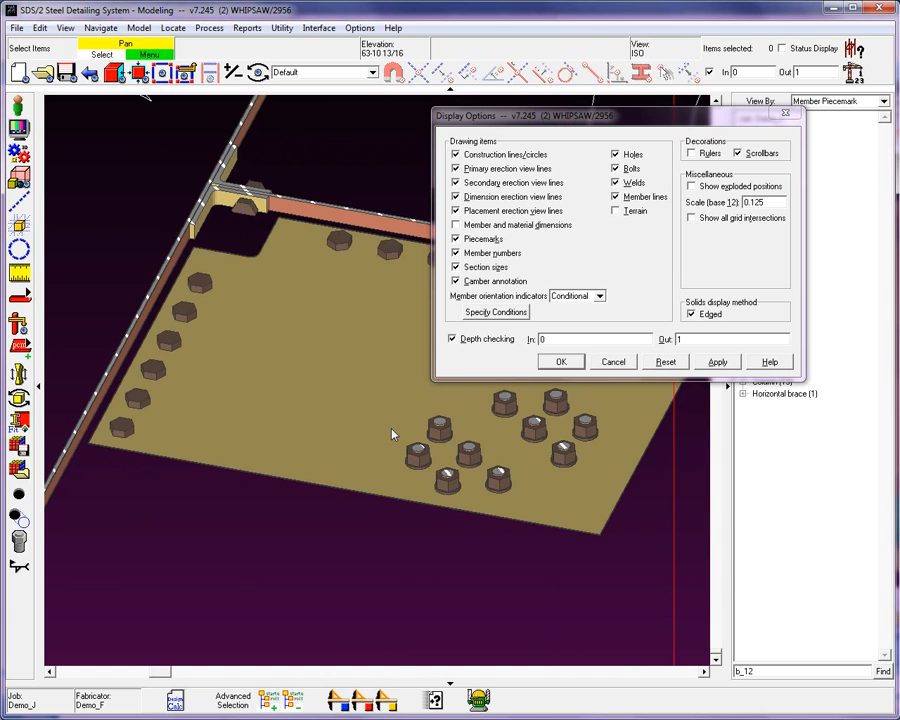 SDS/2 Steel Detailing System - Modeling -- v7.245 (2) WHIPSAW/2956
File Edit View Navigate Model Locate Process Reports Utility Interface Options Help
Select Items
Pan
Select Menu
Elevation:
63-10 13/16
View:
ISO
Items selected: 0 Status Display
Default
In 0 Out 1
View By: Member Piecemark
Display Options -- v7.245 (2) WHIPSAW/2956
Drawing items
Construction lines/circles
Primary erection view lines
Secondary erection view lines
Dimension erection view lines
Placement erection view lines
Member and material dimensions
Piecemarks
Member numbers
Section sizes
Camber annotation
Member orientation indicators Conditional
Specify Conditions
Holes
Bolts
Welds
Member lines
Terrain
Decorations
Rulers Scrollbars
Miscellaneous
Show exploded positions
Scale (base 12): 0.125
Show all grid intersections
Solids display method
Edged
Depth checking In: 0 Out: 1
OK Cancel Reset Apply Help
Horizontal brace (1)
b_12 Find
Job:
Demo_J
Fabricator:
Demo_F
Design
Calc
Advanced
Selection